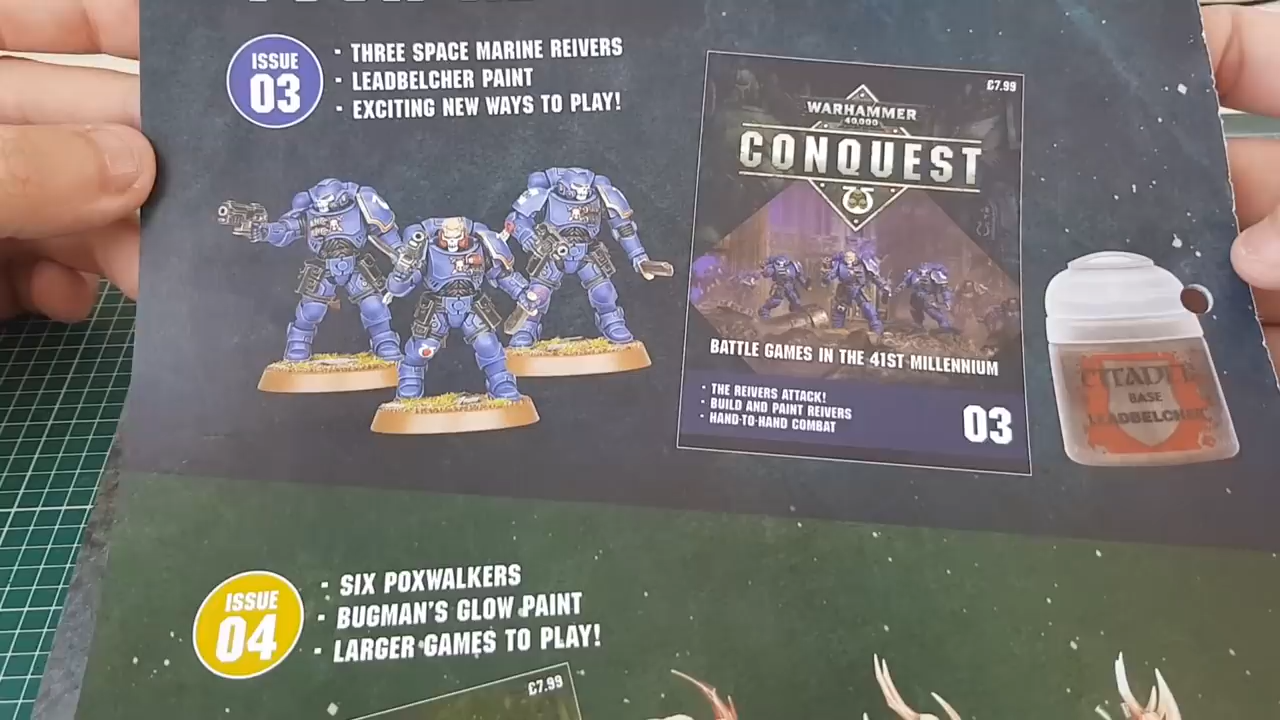 ISSUE
03
- THREE SPACE MARINE REIVERS
- LEADBELCHER PAINT
- EXCITING NEW WAYS TO PLAY!
£7.99
WARHAMMER
40,000
CONQUEST
BATTLE GAMES IN THE 41ST MILLENNIUM
· THE REIVERS ATTACK!
· BUILD AND PAINT REIVERS
· HAND-TO-HAND COMBAT
03
CITADEL
BASE
LEADBELCHER
ISSUE
04
- SIX POXWALKERS
- BUGMAN'S GLOW PAINT
- LARGER GAMES TO PLAY!
£7.99